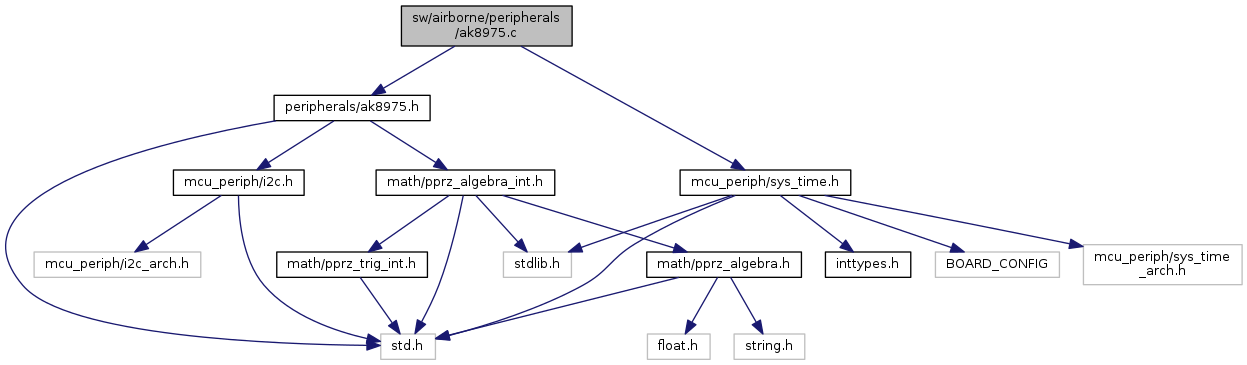 sw/airborne/peripherals
/ak8975.c
peripherals/ak8975.h
mcu_periph/i2c.h
math/pprz_algebra_int.h
mcu_periph/sys_time.h
mcu_periph/i2c_arch.h
math/pprz_trig_int.h
stdlib.h
math/pprz_algebra.h
inttypes.h
BOARD_CONFIG
mcu_periph/sys_time
_arch.h
std.h
float.h
string.h